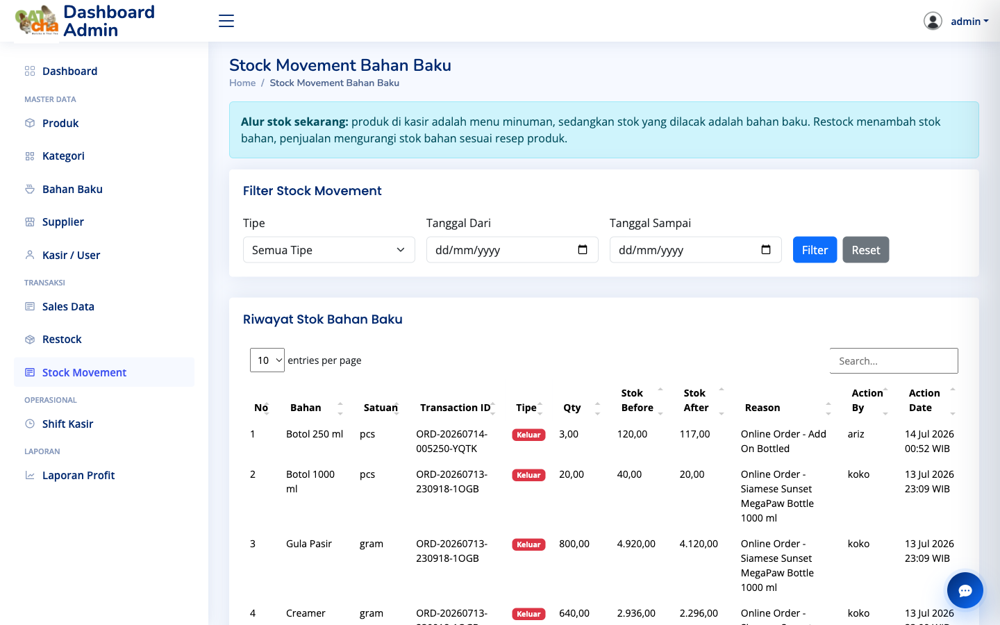 CATcha
Dashboard
Admin
admin
Dashboard
MASTER DATA
Produk
Kategori
Bahan Baku
Supplier
Kasir / User
TRANSAKSI
Sales Data
Restock
Stock Movement
OPERASIONAL
Shift Kasir
LAPORAN
Laporan Profit
Stock Movement Bahan Baku
Home / Stock Movement Bahan Baku
Alur stok sekarang: produk di kasir adalah menu minuman, sedangkan stok yang dilacak adalah bahan baku. Restock menambah stok
bahan, penjualan mengurangi stok bahan sesuai resep produk.
Filter Stock Movement
Tipe Tanggal Dari Tanggal Sampai
Semua Tipe dd/mm/yyyy dd/mm/yyyy Filter Reset
Riwayat Stok Bahan Baku
10 entries per page Search...
No Bahan Satuan Transaction ID Tipe Qty Stok Before Stok After Reason Action By Action Date
1 Botol 250 ml pcs ORD-20260714- Keluar 3,00 120,00 117,00 Online Order - Add ariz 14 Jul 2026
005250-YQTK On Bottled 00:52 WIB
2 Botol 1000 pcs ORD-20260713- Keluar 20,00 40,00 20,00 Online Order - koko 13 Jul 2026
ml 230918-1OGB Siamese Sunset 23:09 WIB
MegaPaw Bottle
1000 ml
3 Gula Pasir gram ORD-20260713- Keluar 800,00 4.920,00 4.120,00 Online Order - koko 13 Jul 2026
230918-1OGB Siamese Sunset 23:09 WIB
MegaPaw Bottle
1000 ml
4 Creamer gram ORD-20260713- Keluar 640,00 2.936,00 2.296,00 Online Order - koko 13 Jul 2026